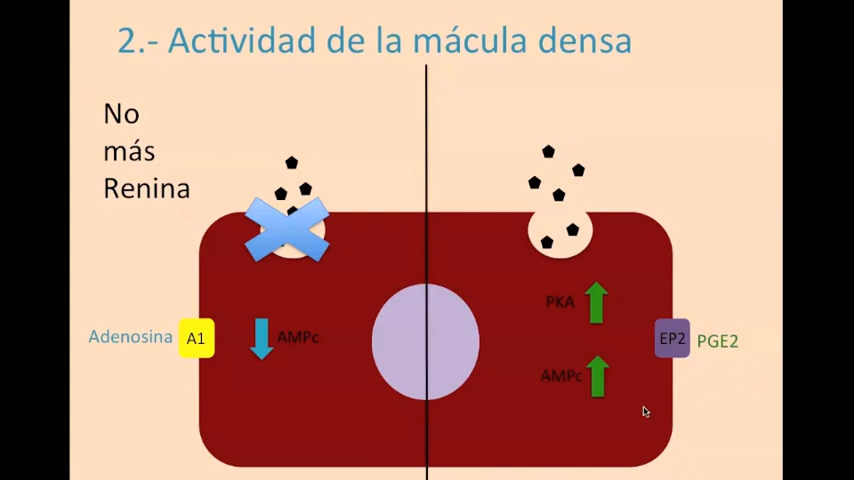 2.- Actividad de la mácula densa
No
más
Renina
Adenosina
A1
AMPc
PKA
AMPc
EP2
PGE2